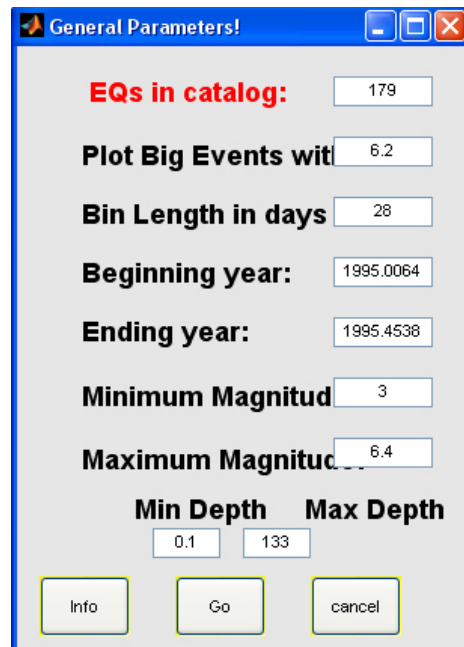 General Parameters!
EQs in catalog: 179
Plot Big Events wit 6.2
Bin Length in days 28
Beginning year: 1995.0064
Ending year: 1995.4538
Minimum Magnitud 3
Maximum Magnitude: 6.4
Min Depth Max Depth
0.1 133
Info Go cancel